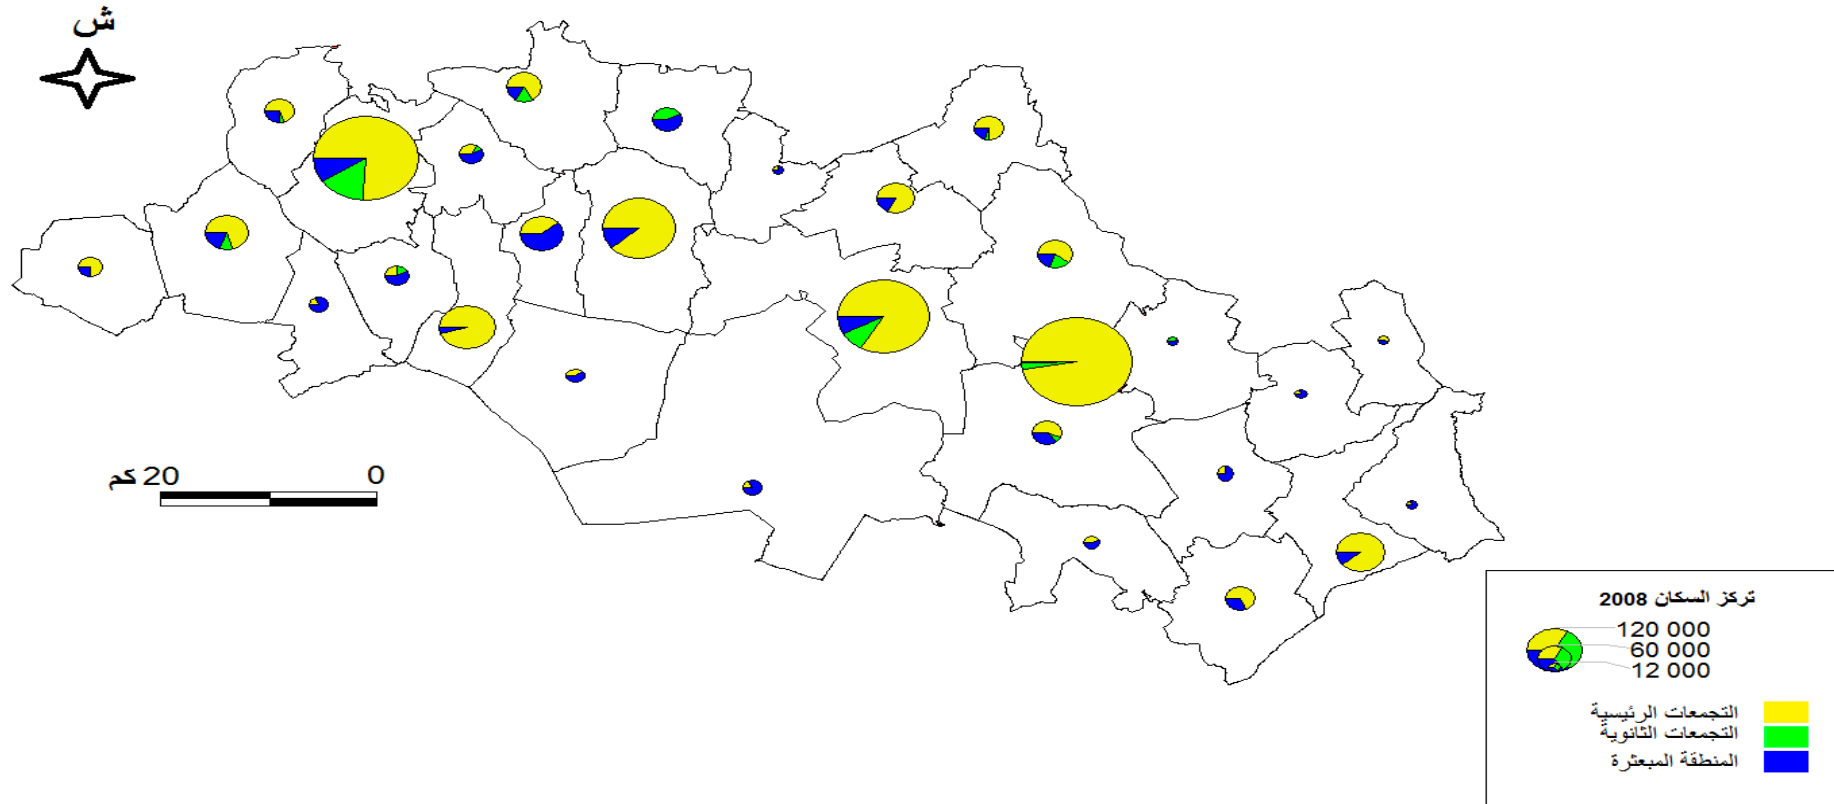 ش
20 كم
0
تركز السكان 2008
120 000
60 000
12 000
التجمعات الرئيسية
التجمعات الثانوية
المنطقة المبعثرة